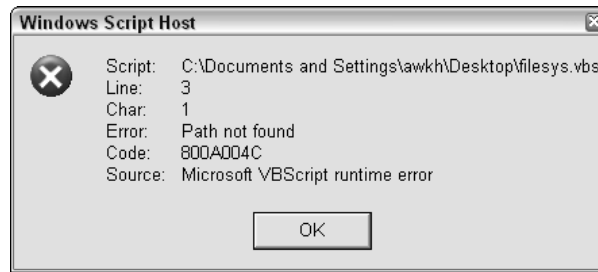 Windows Script Host
Script: C:\Documents and Settings\awkh\Desktop\filesys.vbs
Line: 3
Char: 1
Error: Path not found
Code: 800A004C
Source: Microsoft VBScript runtime error
OK